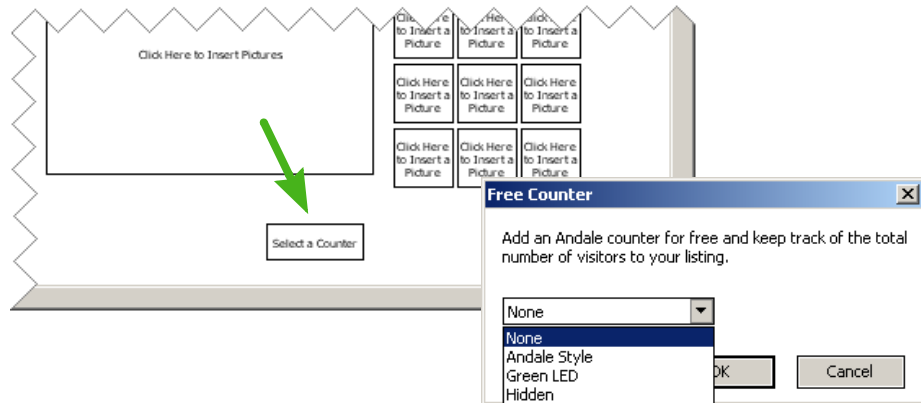 Click Here to Insert Pictures
Click Here
to Insert a
Picture
Click Here
to Insert a
Picture
Click Here
to Insert a
Picture
Click Here
to Insert a
Picture
Click Here
to Insert a
Picture
Click Here
to Insert a
Picture
Click Here
to Insert a
Picture
Click Here
to Insert a
Picture
Click Here
to Insert a
Picture
Select a Counter
Free Counter
Add an Andale counter for free and keep track of the total
number of visitors to your listing.
None
None
Andale Style
Green LED
Hidden
OK
Cancel